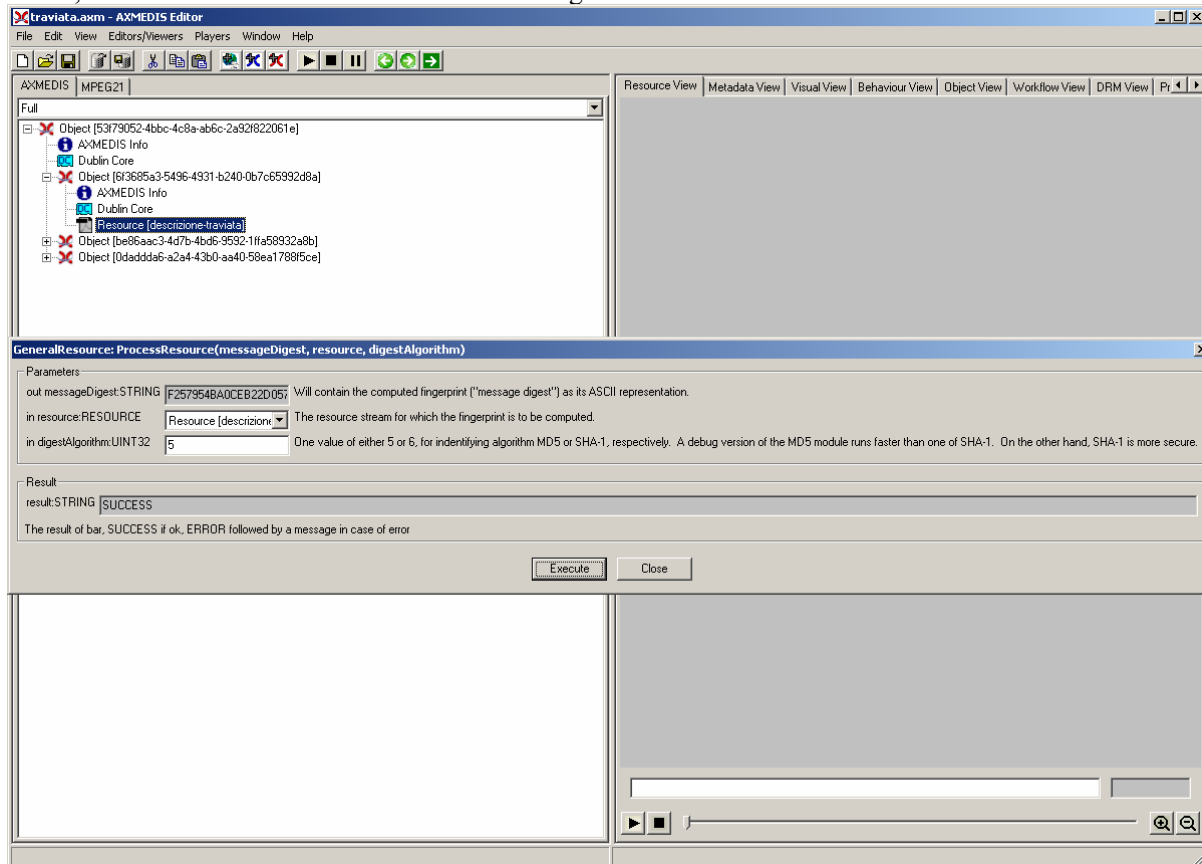 traviata.axm - AXMEDIS Editor
File Edit View Editors/Viewers Players Window Help
AXMEDIS MPEG21
Resource View Metadata View Visual View Behaviour View Object View Workflow View DRM View Pr
Full
Object [53f79052-4bbc-4c8a-ab6c-2a92f822061e]
AXMEDIS Info
Dublin Core
Object [6f3685a3-5496-4931-b240-0b7c65992d8a]
AXMEDIS Info
Dublin Core
Resource [descrizione-traviata]
Object [be86aac3-4d7b-4bd6-9592-1ffa58932a8b]
Object [0daddda6-a2a4-43b0-aa40-58ea1788f5ce]
GeneralResource: ProcessResource(messageDigest, resource, digestAlgorithm)
Parameters
out messageDigest:STRING F257954BA0CEB22D057 Will contain the computed fingerprint ("message digest") as its ASCII representation.
in resource:RESOURCE Resource [descrizione The resource stream for which the fingerprint is to be computed.
in digestAlgorithm:UINT32 5 One value of either 5 or 6, for indentifying algorithm MD5 or SHA-1, respectively. A debug version of the MD5 module runs faster than one of SHA-1. On the other hand, SHA-1 is more secure.
Result
result:STRING SUCCESS
The result of bar, SUCCESS if ok, ERROR followed by a message in case of error
Execute Close